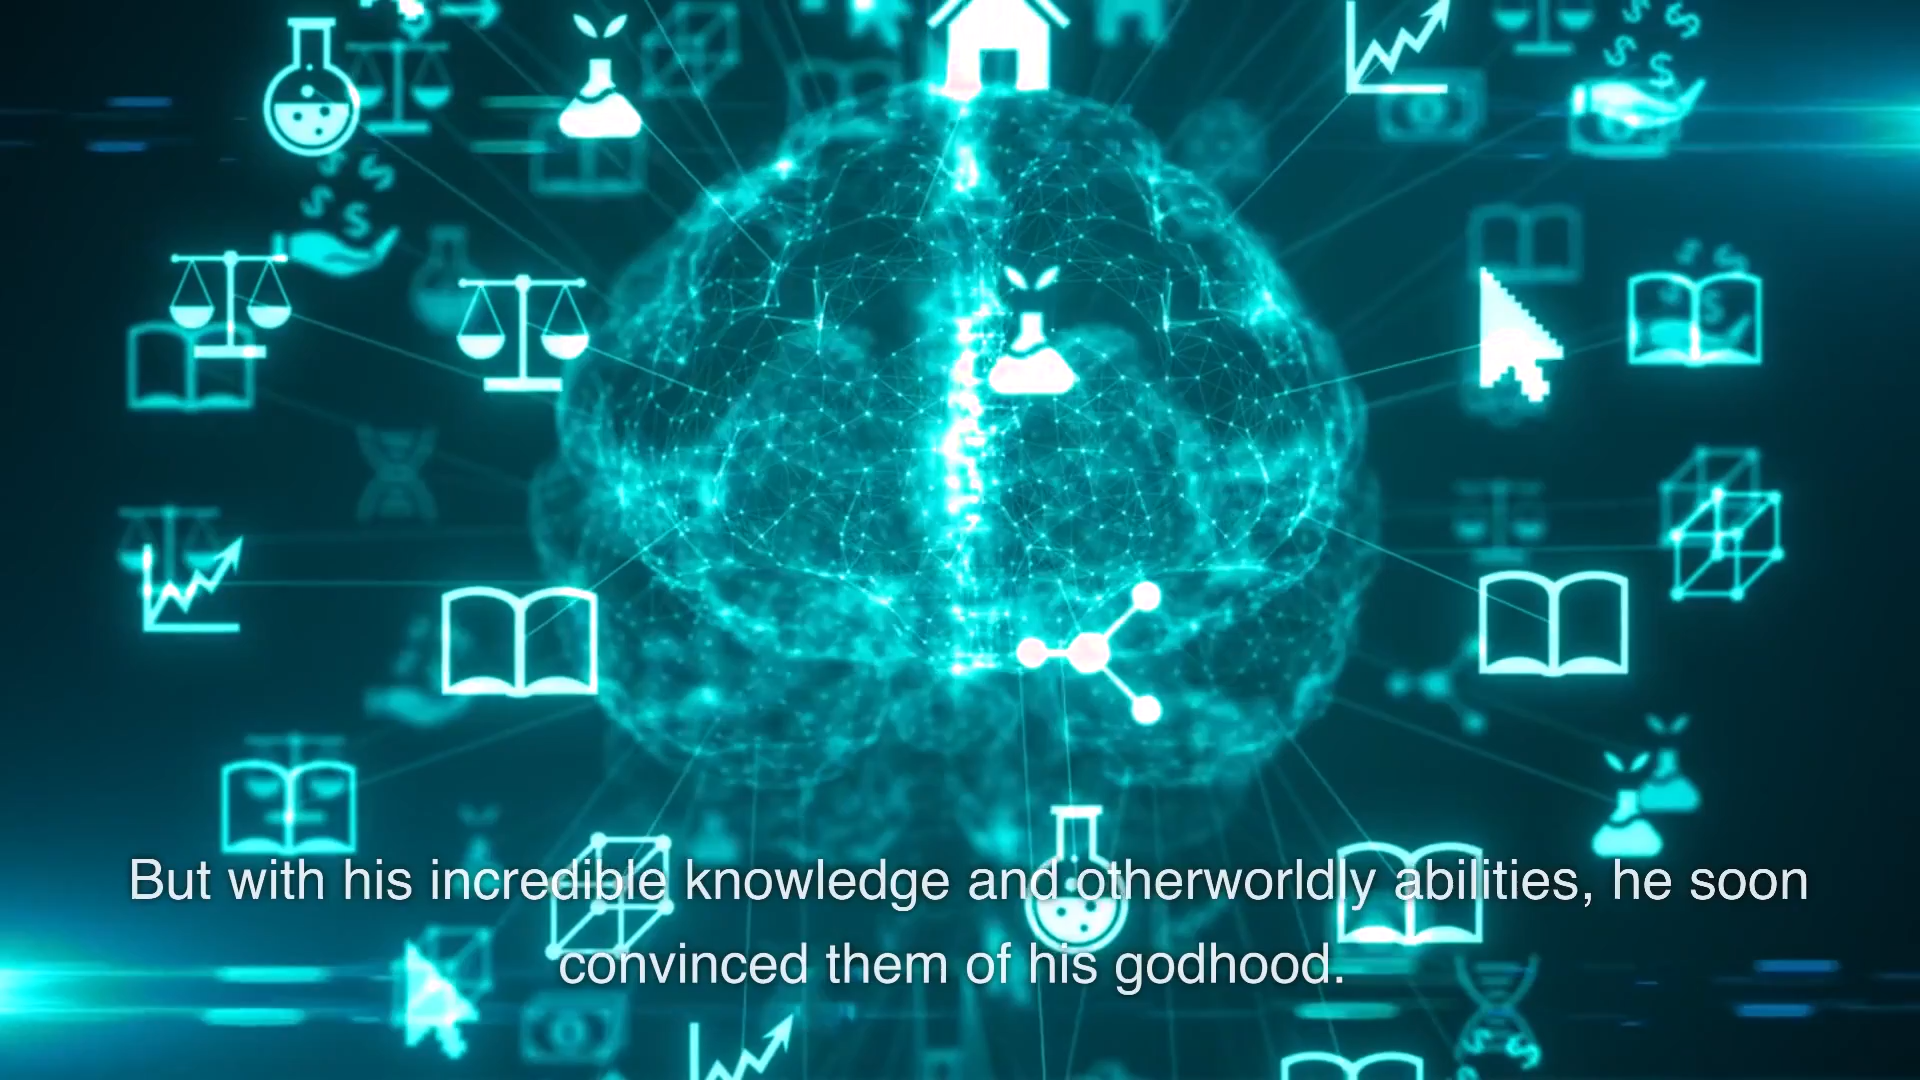 But with his incredible knowledge and otherworldly abilities, he soon
convinced them of his godhood.